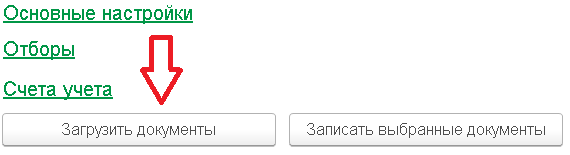 Основные настройки
Отборы
Счета учета
Загрузить документы Записать выбранные документы